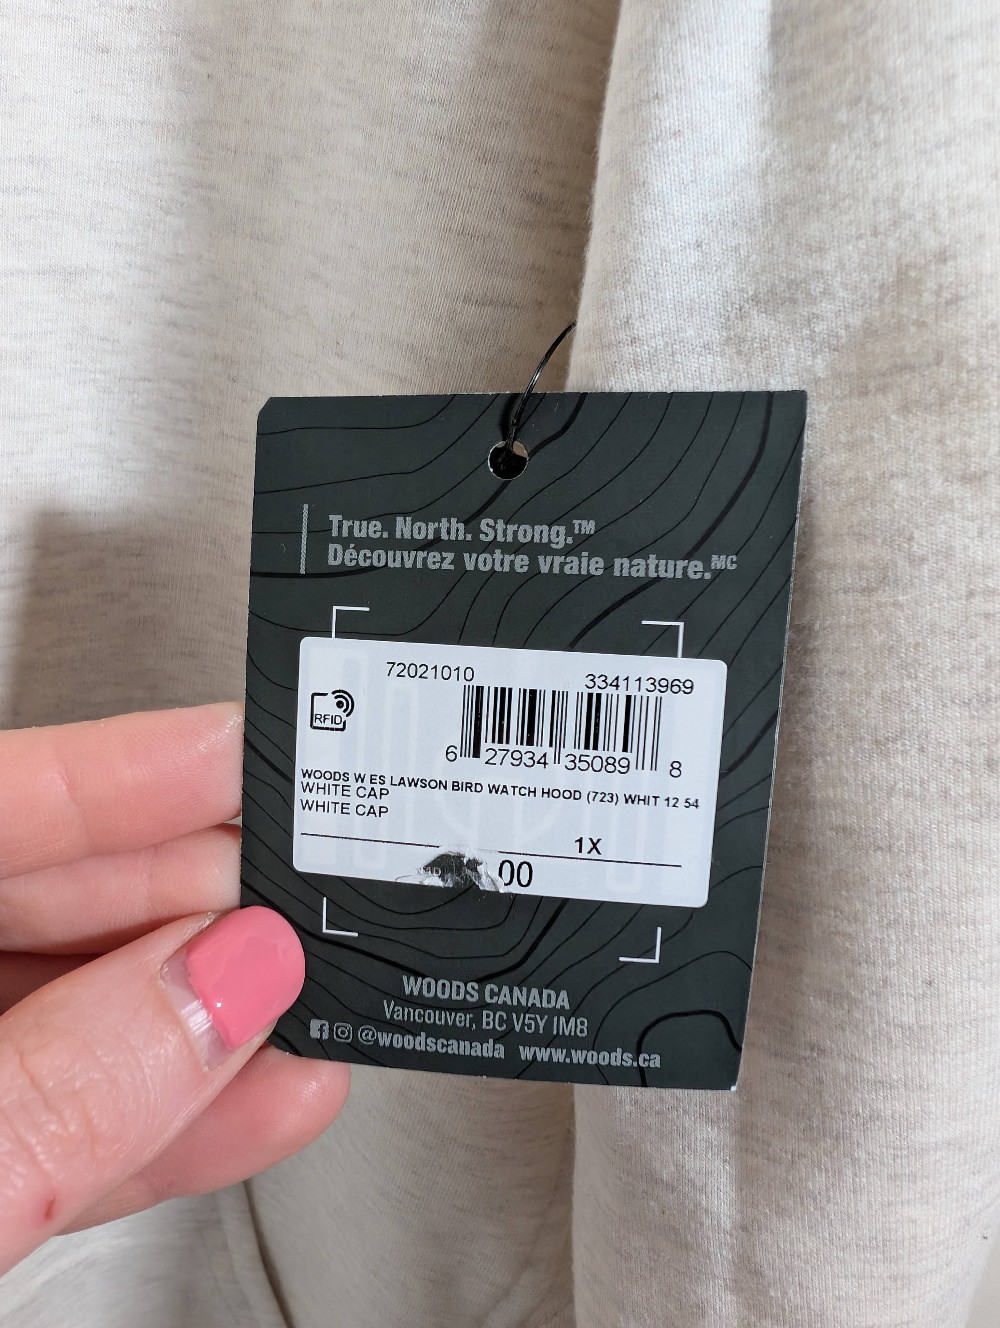 True. North. Strong.™
Découvrez votre vraie nature.ᴹᶜ
72021010 334113969
RFID
6 27934 35089 8
WOODS W ES LAWSON BIRD WATCH HOOD (723) WHIT 12 54
WHITE CAP
WHITE CAP
1X
00
WOODS CANADA
Vancouver, BC V5Y 1M8
@woodscanada www.woods.ca